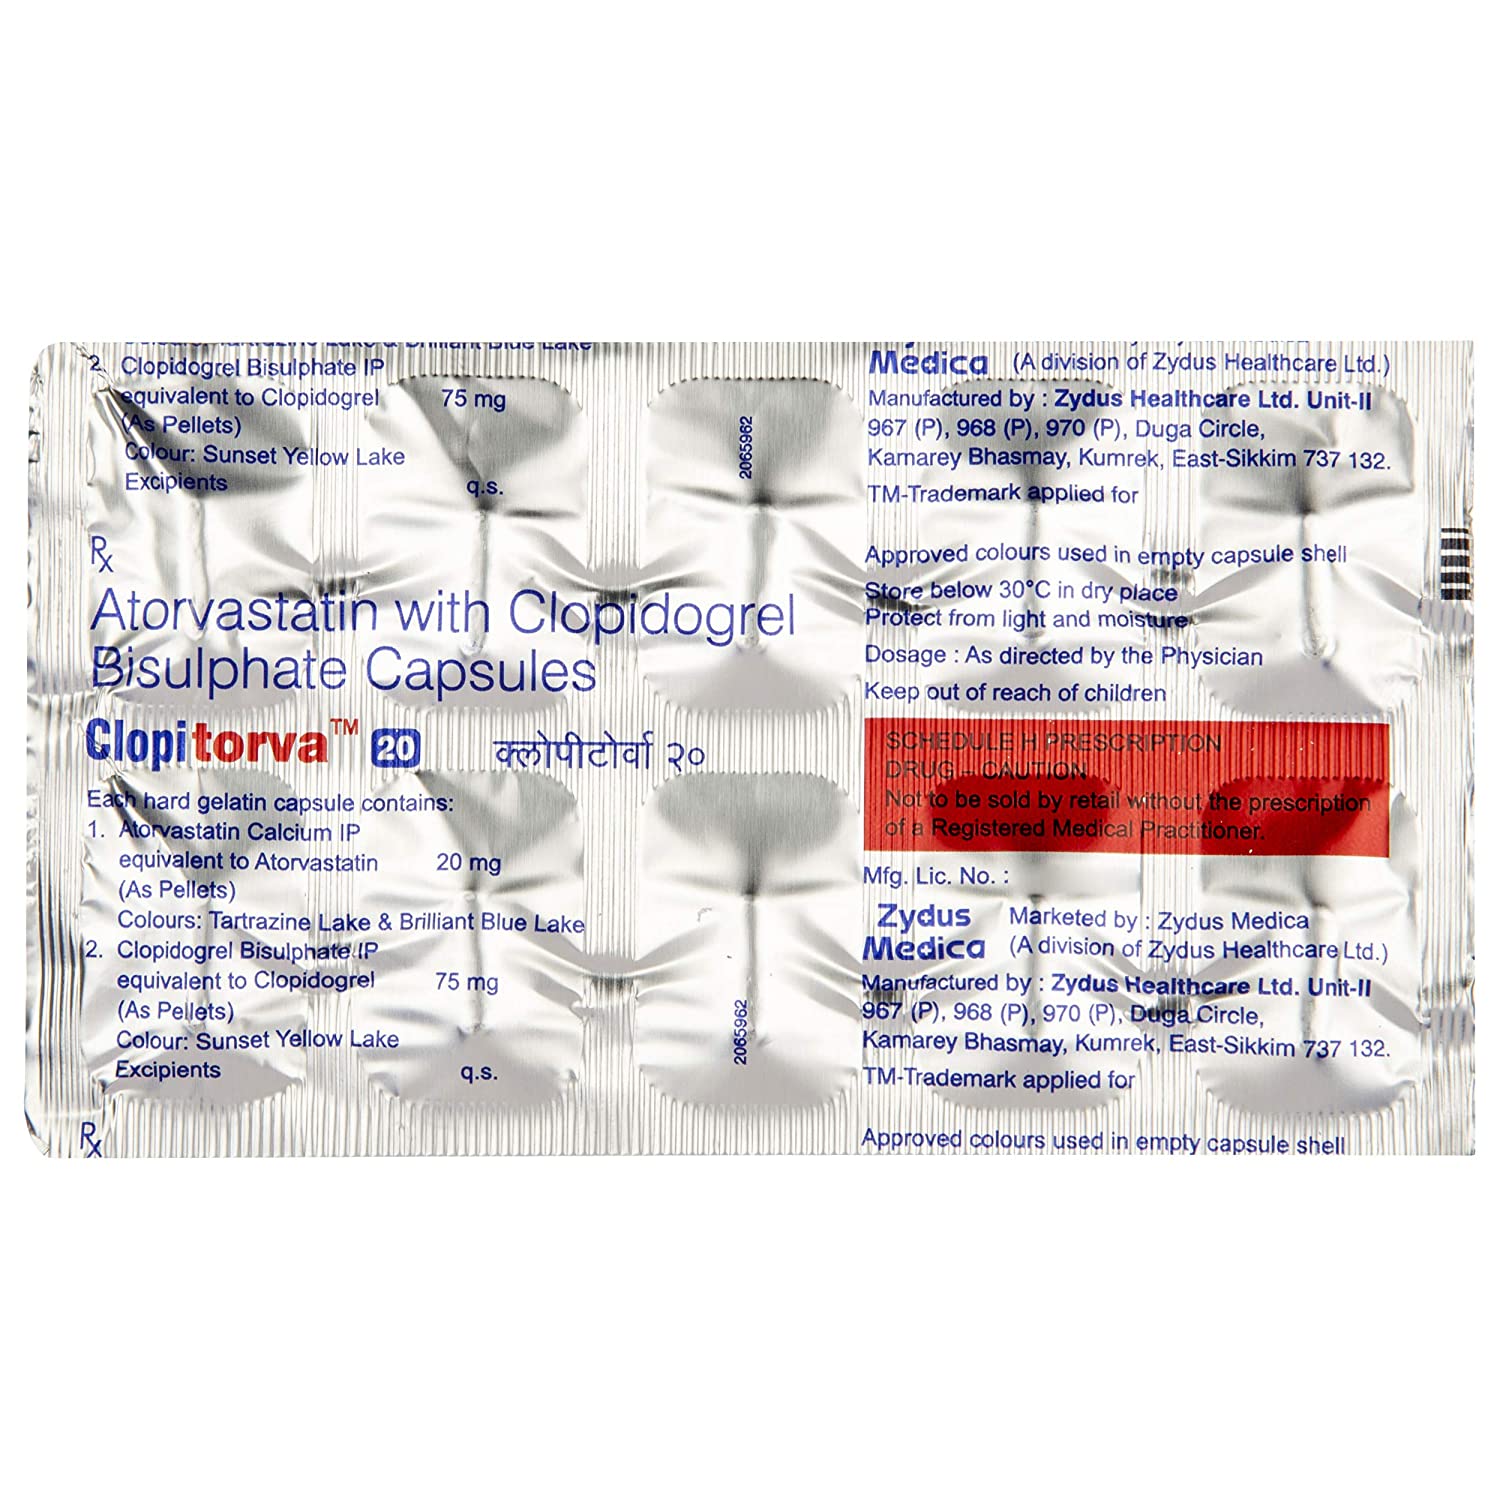 2. Clopidogrel Bisulphate IP
equivalent to Clopidogrel 75 mg
(As Pellets)
Colour: Sunset Yellow Lake
Excipients q.s.
Rx
Atorvastatin with Clopidogrel
Bisulphate Capsules
Clopitorva™ 20 क्लोपीटोर्वा २०
Each hard gelatin capsule contains:
1. Atorvastatin Calcium IP
equivalent to Atorvastatin 20 mg
(As Pellets)
Colours: Tartrazine Lake & Brilliant Blue Lake
2. Clopidogrel Bisulphate IP
equivalent to Clopidogrel 75 mg
(As Pellets)
Colour: Sunset Yellow Lake
Excipients q.s.
Rx
2065962
2065962
Medica (A division of Zydus Healthcare Ltd.)
Manufactured by : Zydus Healthcare Ltd. Unit-II
967 (P), 968 (P), 970 (P), Duga Circle,
Kamarey Bhasmay, Kumrek, East-Sikkim 737 132.
TM-Trademark applied for
Approved colours used in empty capsule shell
Store below 30°C in dry place
Protect from light and moisture
Dosage : As directed by the Physician
Keep out of reach of children
SCHEDULE H PRESCRIPTION
DRUG – CAUTION
Not to be sold by retail without the prescription
of a Registered Medical Practitioner.
Mfg. Lic. No. :
Zydus Marketed by : Zydus Medica
Medica (A division of Zydus Healthcare Ltd.)
Manufactured by : Zydus Healthcare Ltd. Unit-II
967 (P), 968 (P), 970 (P), Duga Circle,
Kamarey Bhasmay, Kumrek, East-Sikkim 737 132.
TM-Trademark applied for
Approved colours used in empty capsule shell